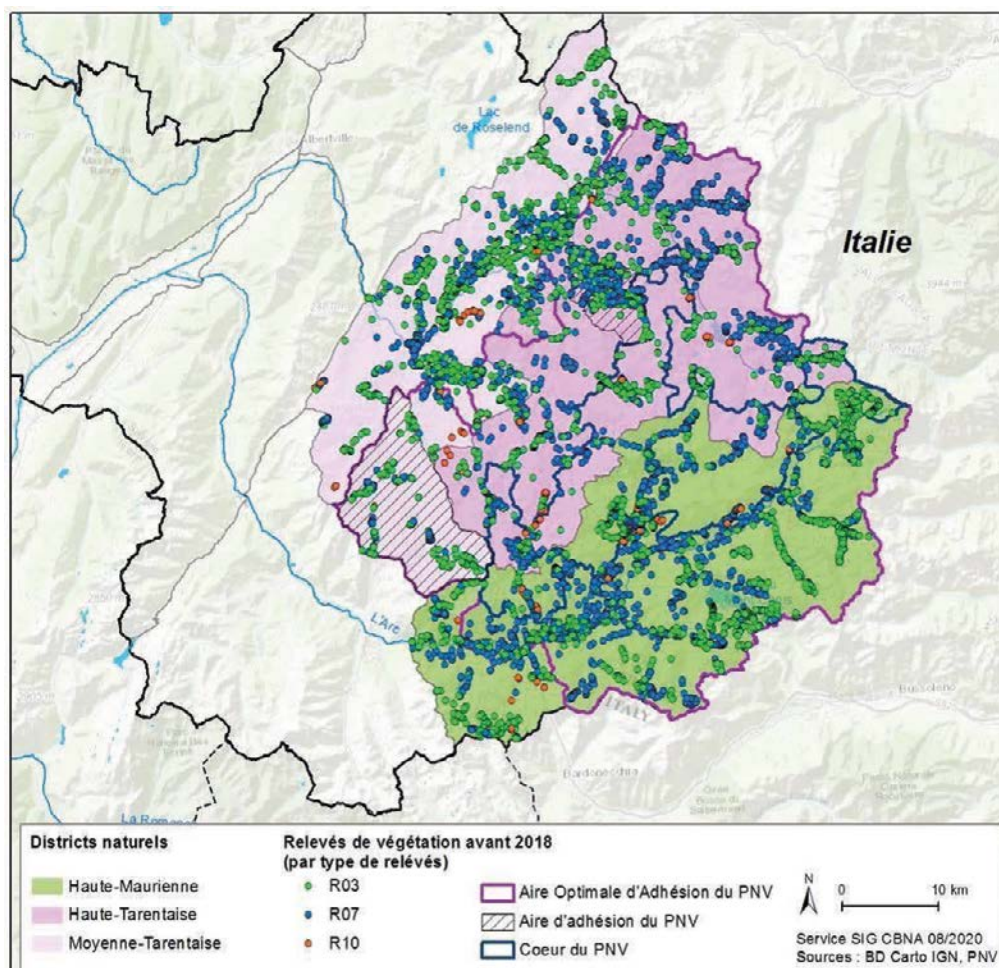 Lac
de Roselend
Albertville
Italie
L'Arc
ITALY
Bardonecchia
Bussoleno
La Romanche
Districts naturels
Haute-Maurienne
Haute-Tarentaise
Moyenne-Tarentaise
Relevés de végétation avant 2018
(par type de relevés)
R03
R07
R10
Aire Optimale d'Adhésion du PNV
Aire d'adhésion du PNV
Coeur du PNV
N
0 10 km
Service SIG CBNA 08/2020
Sources : BD Carto IGN, PNV